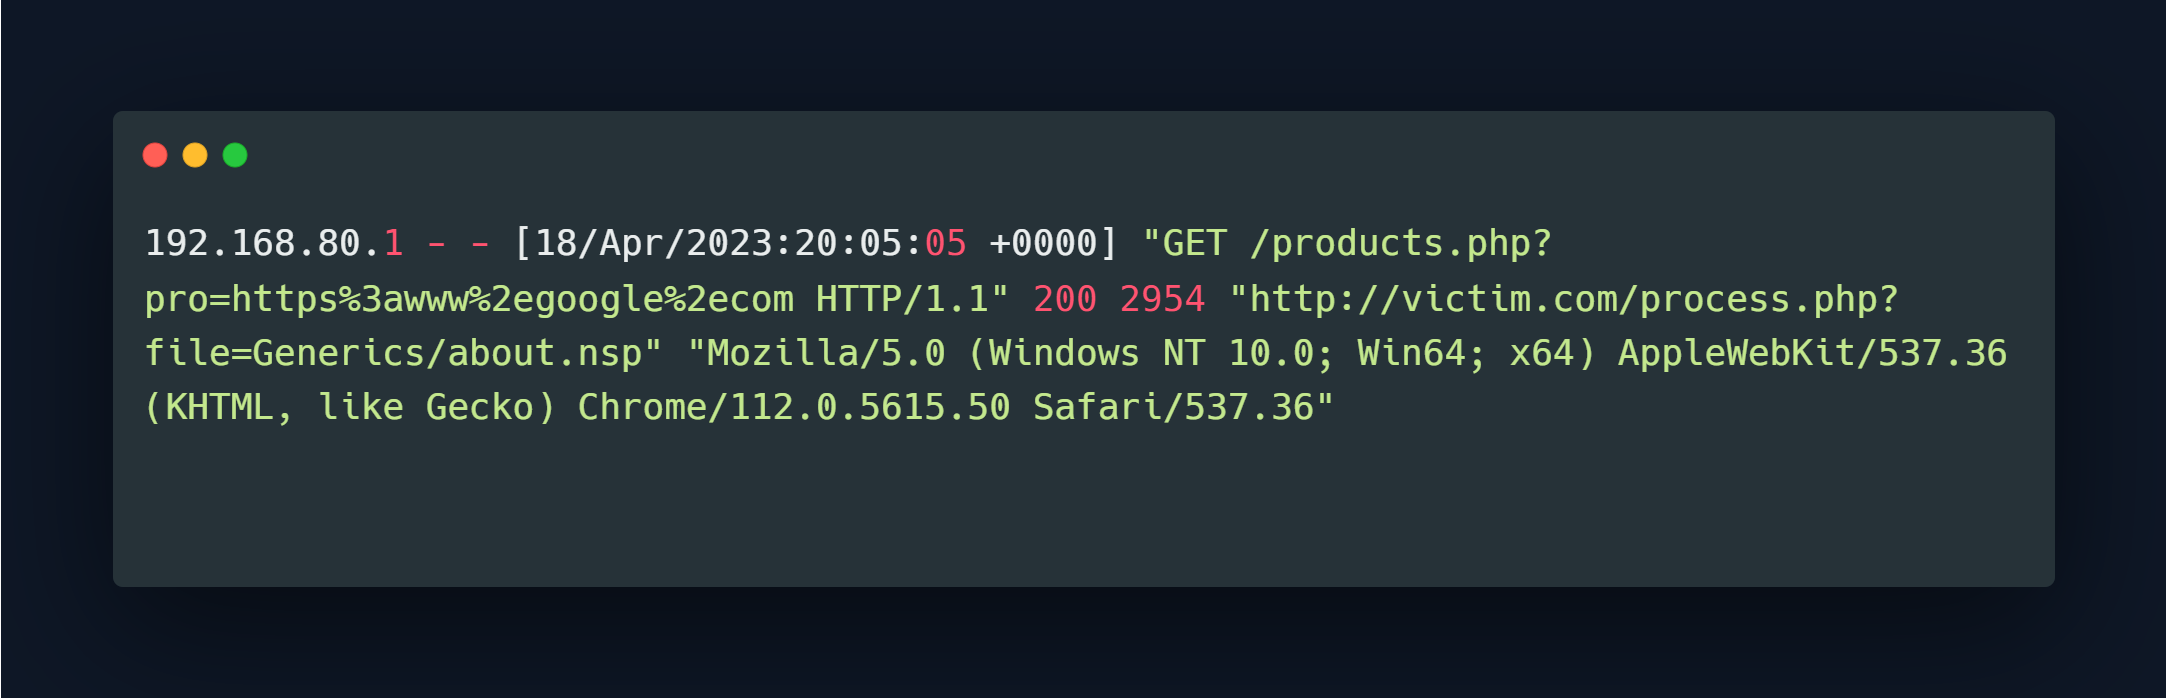 192.168.80.1 - - [18/Apr/2023:20:05:05 +0000] "GET /products.php?
pro=https%3awww%2egoogle%2ecom HTTP/1.1" 200 2954 "http://victim.com/process.php?
file=Generics/about.nsp" "Mozilla/5.0 (Windows NT 10.0; Win64; x64) AppleWebKit/537.36
(KHTML, like Gecko) Chrome/112.0.5615.50 Safari/537.36"